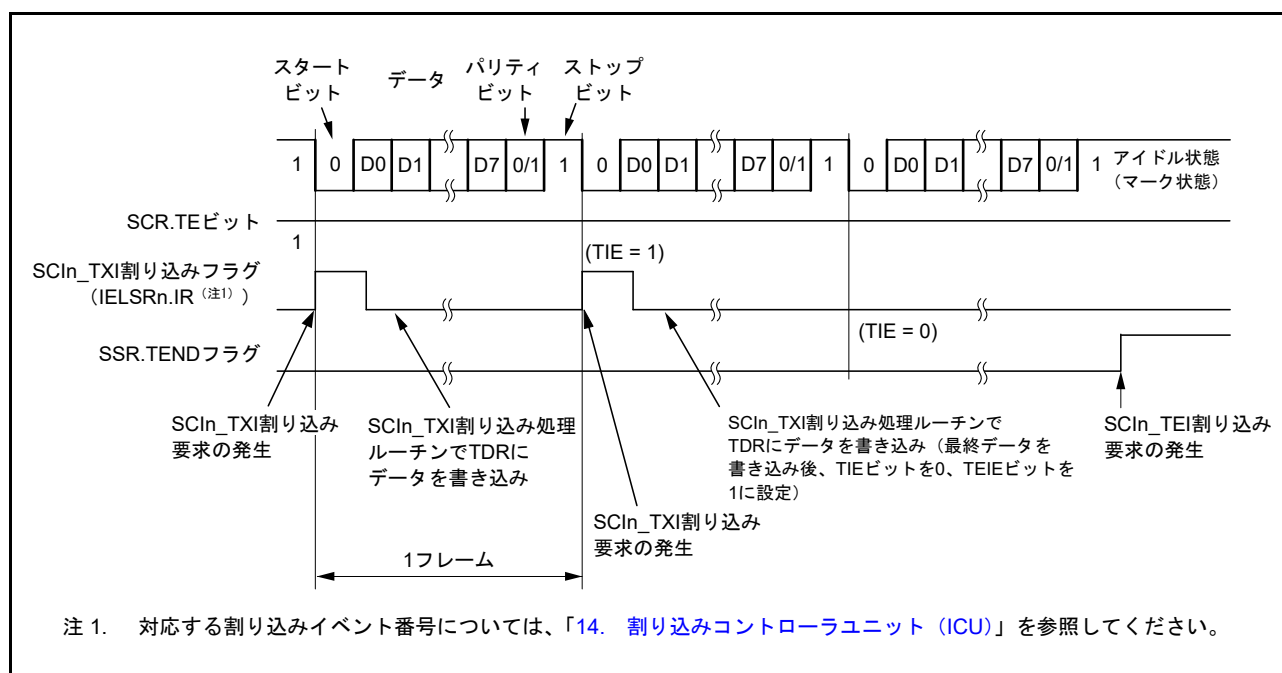 スタート
ビット
データ
パリティ
ビット
ストップ
ビット
1 0 D0 D1 D7 0/1 1 0 D0 D1 D7 0/1 1 0 D0 D1 D7 0/1 1 アイドル状態
（マーク状態）
SCR.TEビット
1
(TIE = 1)
SCIn_TXI割り込みフラグ
（IELSRn.IR（注1））
(TIE = 0)
SSR.TENDフラグ
SCIn_TXI割り込み
要求の発生
SCIn_TXI割り込み処理
ルーチンでTDRに
データを書き込み
SCIn_TXI割り込み処理ルーチンで
TDRにデータを書き込み（最終データを
書き込み後、TIEビットを0、TEIEビットを
1に設定）
SCIn_TEI割り込み
要求の発生
SCIn_TXI割り込み
要求の発生
1フレーム
注 1. 対応する割り込みイベント番号については、「14. 割り込みコントローラユニット（ICU）」を参照してください。